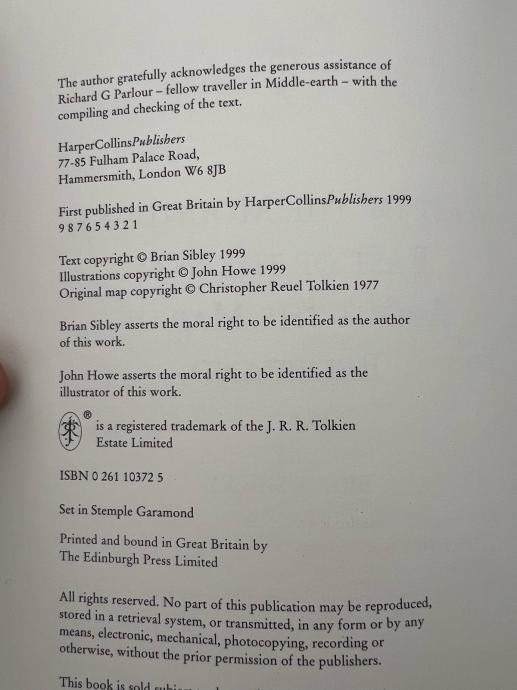 The author gratefully acknowledges the generous assistance of
Richard G Parlour – fellow traveller in Middle-earth – with the
compiling and checking of the text.
HarperCollinsPublishers
77-85 Fulham Palace Road,
Hammersmith, London W6 8JB
First published in Great Britain by HarperCollinsPublishers 1999
9 8 7 6 5 4 3 2 1
Text copyright © Brian Sibley 1999
Illustrations copyright © John Howe 1999
Original map copyright © Christopher Reuel Tolkien 1977
Brian Sibley asserts the moral right to be identified as the author
of this work.
John Howe asserts the moral right to be identified as the
illustrator of this work.
® is a registered trademark of the J. R. R. Tolkien
Estate Limited
ISBN 0 261 10372 5
Set in Stemple Garamond
Printed and bound in Great Britain by
The Edinburgh Press Limited
All rights reserved. No part of this publication may be reproduced,
stored in a retrieval system, or transmitted, in any form or by any
means, electronic, mechanical, photocopying, recording or
otherwise, without the prior permission of the publishers.
This book is sold